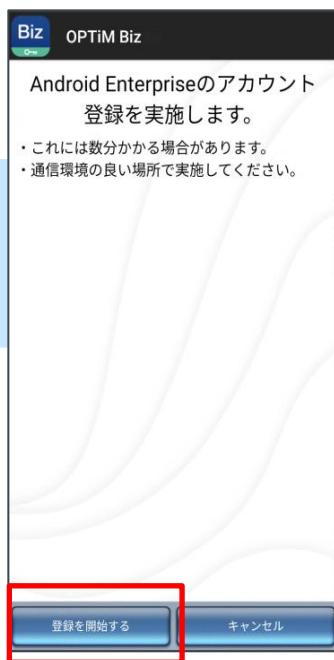 Biz
OPTiM Biz
Android Enterpriseのアカウント
登録を実施します。
・これには数分かかる場合があります。
・通信環境の良い場所で実施してください。
登録を開始する
キャンセル